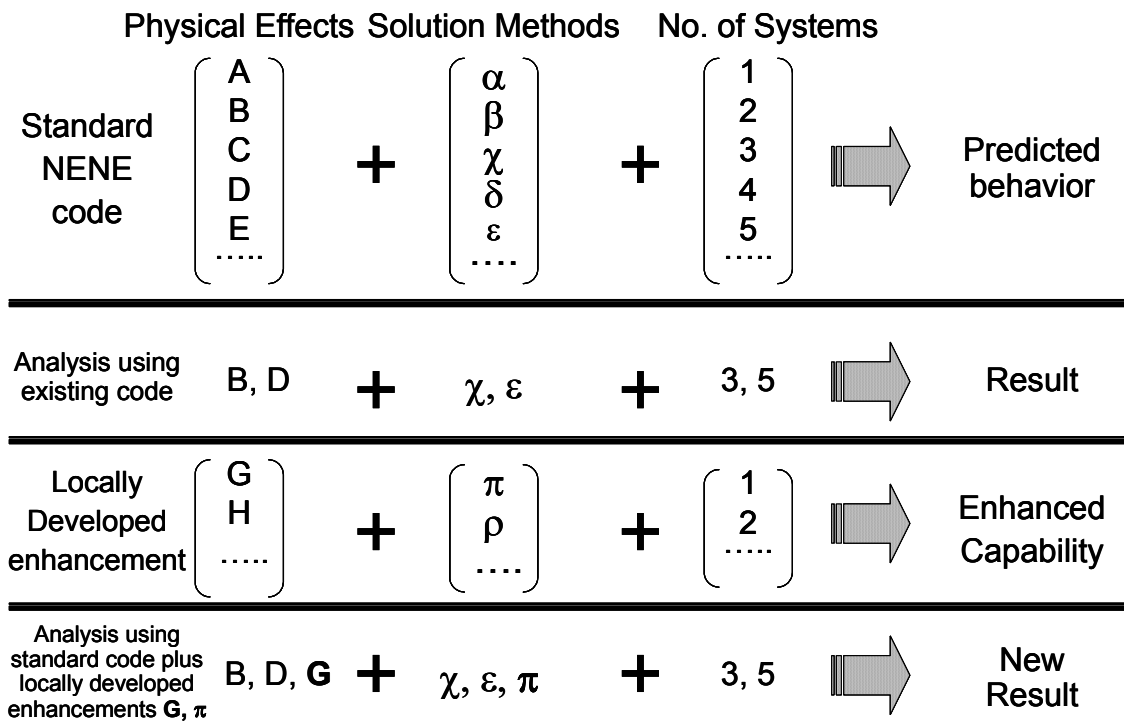 Physical Effects Solution Methods No. of Systems
Standard
NENE
code
A
B
C
D
E
.....
+
α
β
χ
δ
ε
....
+
1
2
3
4
5
.....
Predicted
behavior
Analysis using
existing code
B, D
+
χ, ε
+
3, 5
Result
Locally
Developed
enhancement
G
H
.....
+
π
ρ
....
+
1
2
.....
Enhanced
Capability
Analysis using
standard code plus
locally developed
enhancements G, π
B, D, G
+
χ, ε, π
+
3, 5
New
Result